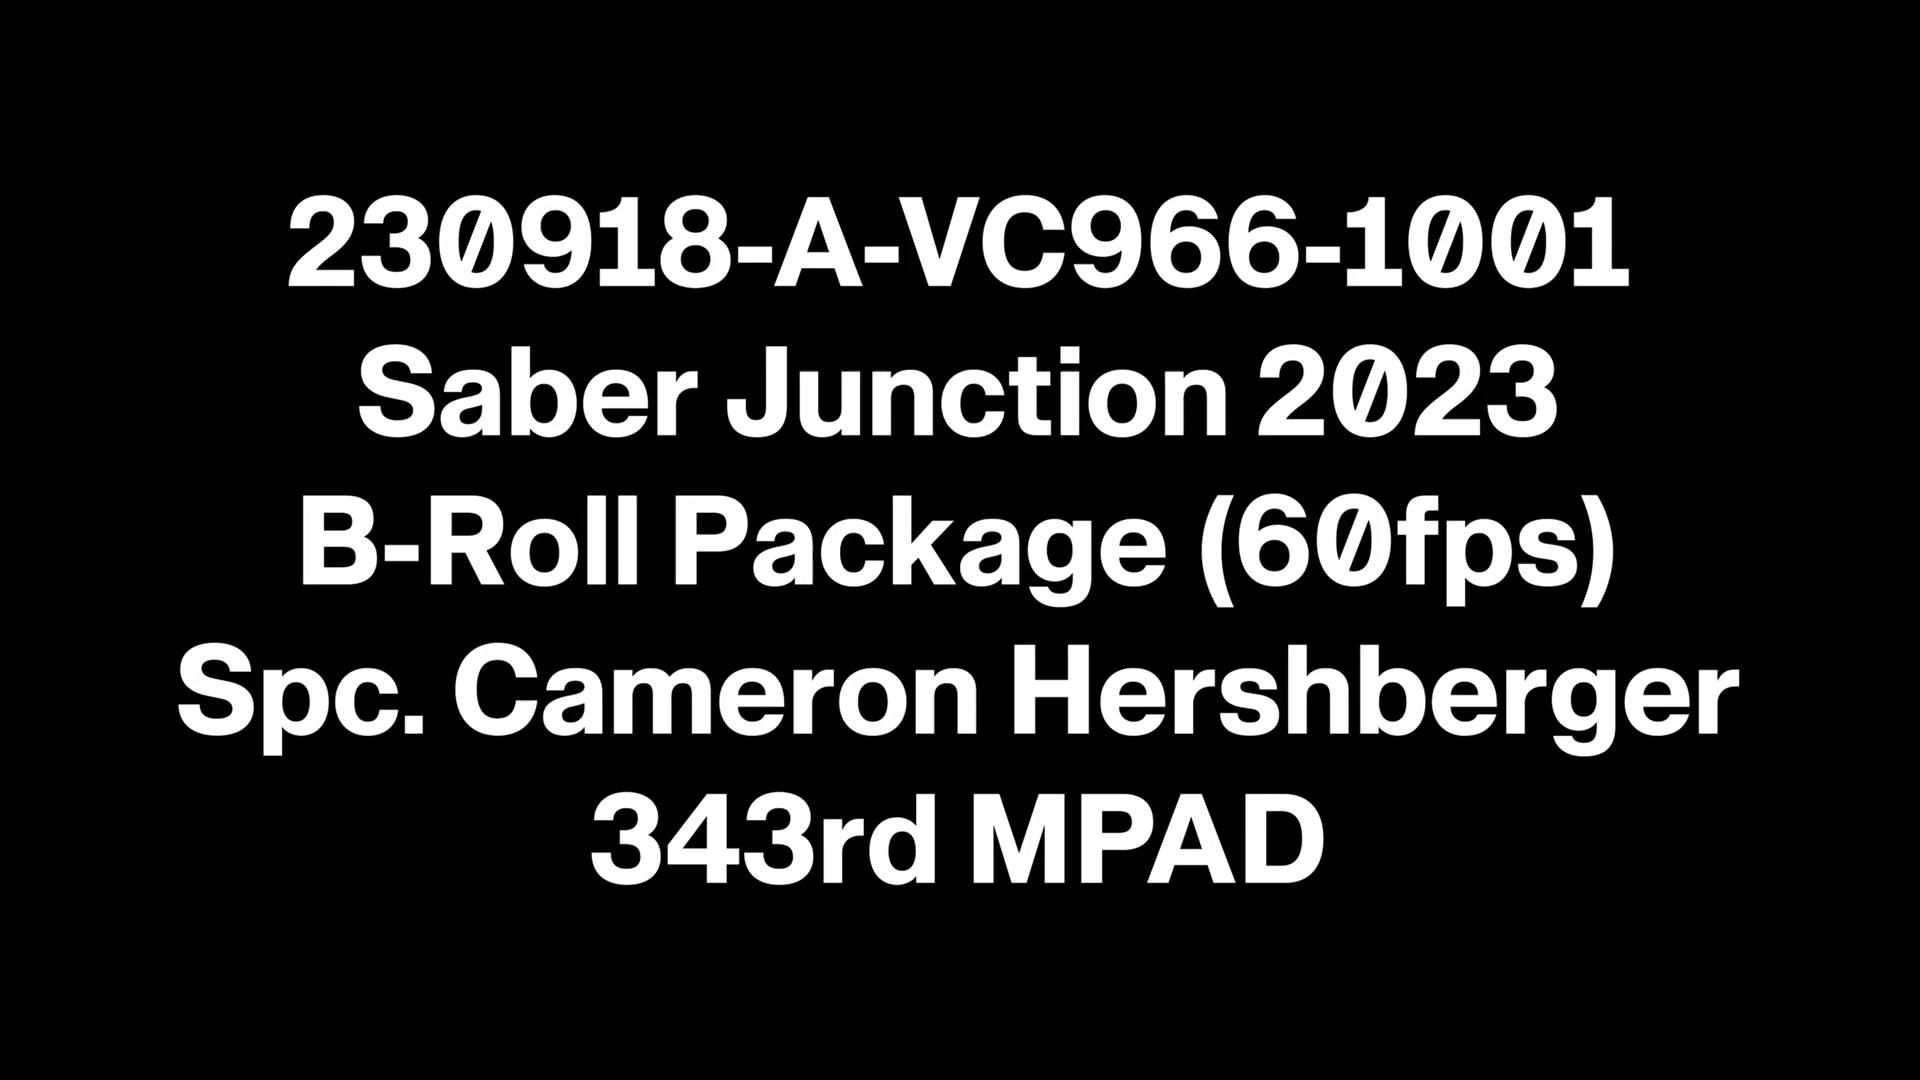 230918-A-VC966-1001
Saber Junction 2023
B-Roll Package (60fps)
Spc. Cameron Hershberger
343rd MPAD